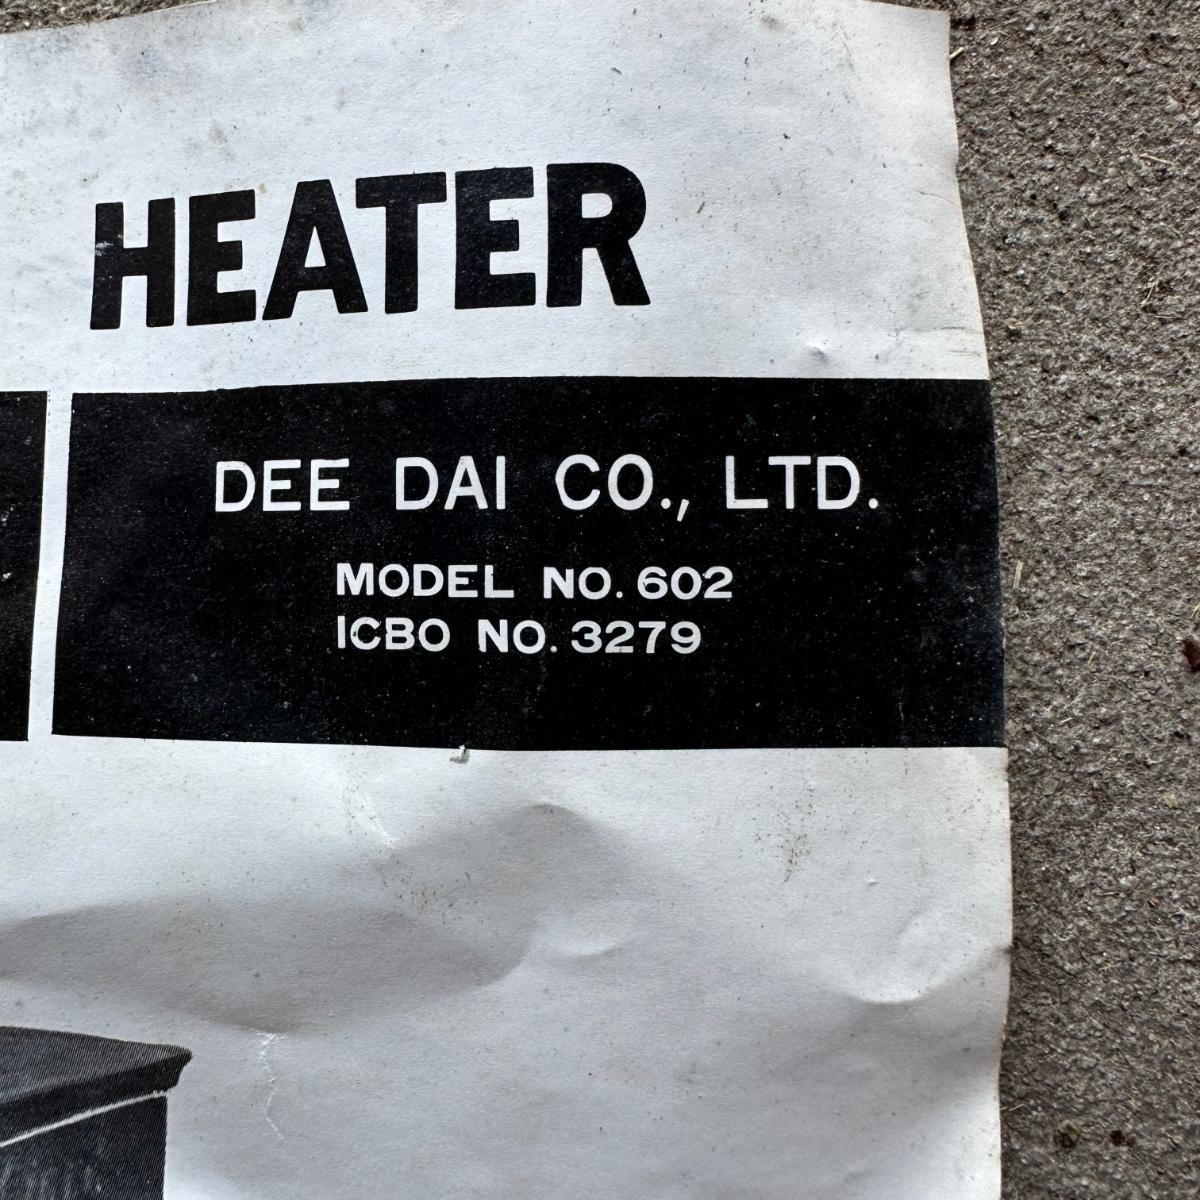 HEATER
DEE DAI CO., LTD.
MODEL NO. 602
ICBO NO. 3279